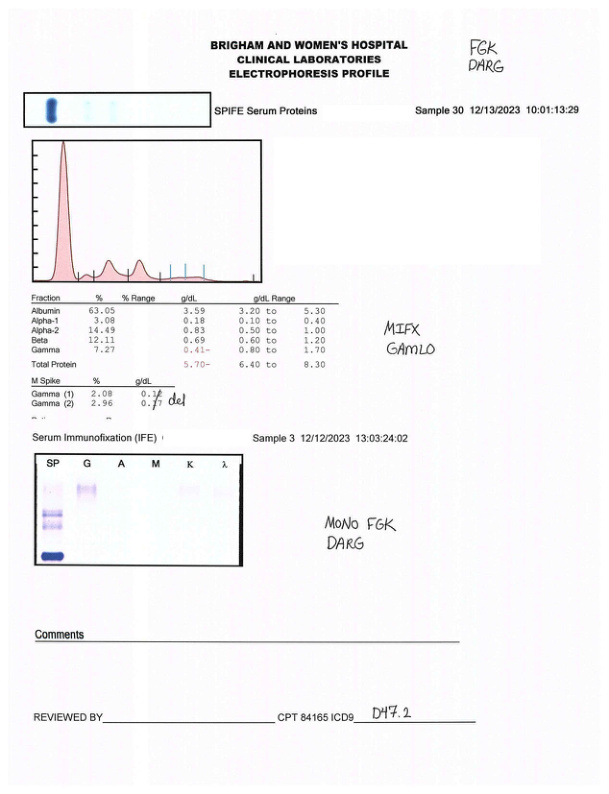 BRIGHAM AND WOMEN'S HOSPITAL
CLINICAL LABORATORIES
ELECTROPHORESIS PROFILE
FGK
DARG
SPIFE Serum Proteins Sample 30 12/13/2023 10:01:13:29
Fraction % % Range g/dL g/dL Range
Albumin 63.05 3.59 3.20 to 5.30
Alpha-1 3.08 0.18 0.10 to 0.40
Alpha-2 14.49 0.83 0.50 to 1.00
Beta 12.11 0.69 0.60 to 1.20
Gamma 7.27 0.41- 0.80 to 1.70
Total Protein 5.70- 6.40 to 8.30
MIFX
GAMLO
M Spike % g/dL
Gamma (1) 2.08 0.12
Gamma (2) 2.96 0.17 del
Serum Immunofixation (IFE) Sample 3 12/12/2023 13:03:24:02
SP G A M K λ
MONO FGK
DARG
Comments
REVIEWED BY CPT 84165 ICD9 D47.2